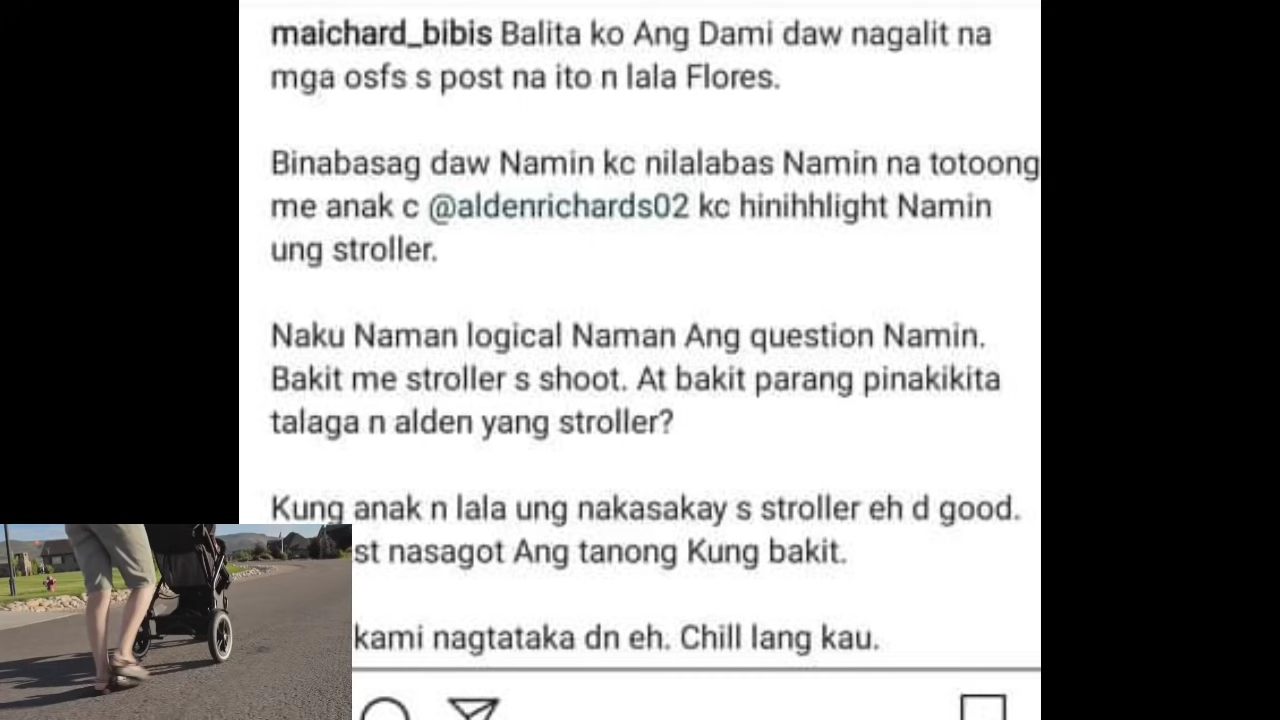 maichard_bibis Balita ko Ang Dami daw nagalit na
mga osfs s post na ito n lala Flores.
Binabasag daw Namin kc nilalabas Namin na totoong
me anak c @aldenrichards02 kc hinihhlight Namin
ung stroller.
Naku Naman logical Naman Ang question Namin.
Bakit me stroller s shoot. At bakit parang pinakikita
talaga n alden yang stroller?
Kung anak n lala ung nakasakay s stroller eh d good.
st nasagot Ang tanong Kung bakit.
kami nagtataka dn eh. Chill lang kau.